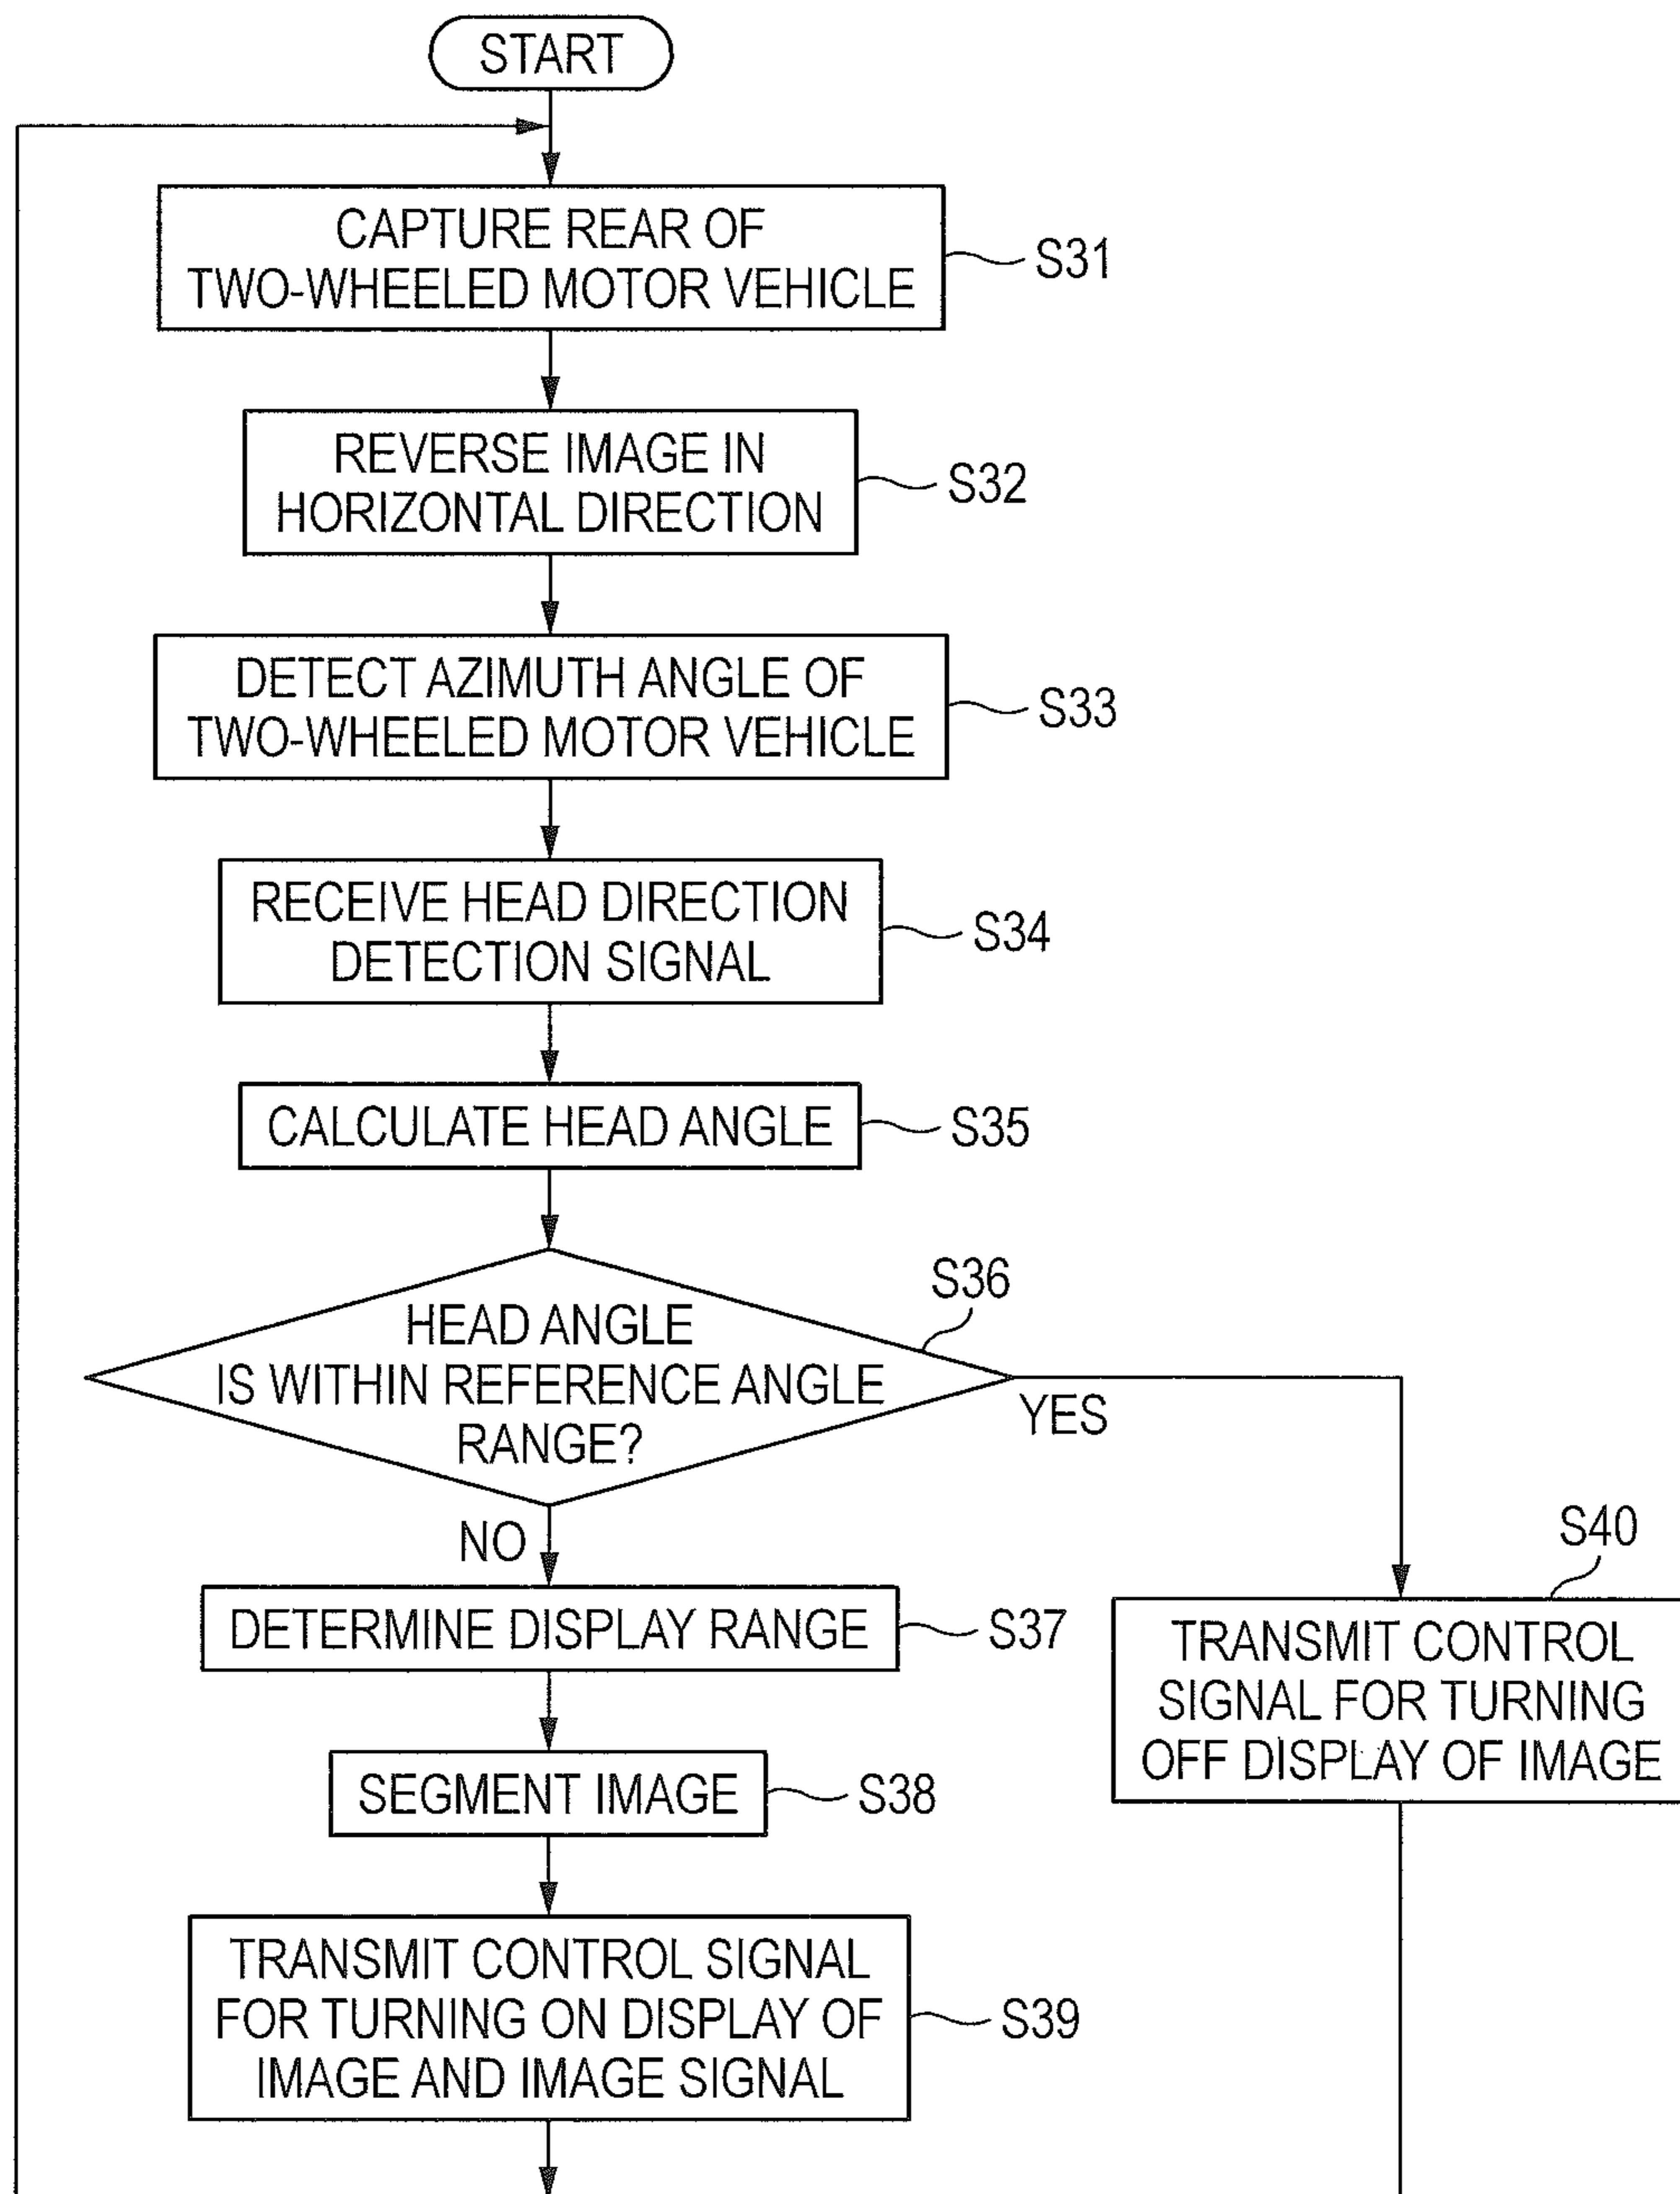 START
CAPTURE REAR OF
TWO-WHEELED MOTOR VEHICLE
S31
REVERSE IMAGE IN
HORIZONTAL DIRECTION
S32
DETECT AZIMUTH ANGLE OF
TWO-WHEELED MOTOR VEHICLE
S33
RECEIVE HEAD DIRECTION
DETECTION SIGNAL
S34
CALCULATE HEAD ANGLE
S35
HEAD ANGLE
IS WITHIN REFERENCE ANGLE
RANGE?
S36
YES
NO
DETERMINE DISPLAY RANGE
S37
SEGMENT IMAGE
S38
TRANSMIT CONTROL SIGNAL
FOR TURNING ON DISPLAY OF
IMAGE AND IMAGE SIGNAL
S39
S40
TRANSMIT CONTROL
SIGNAL FOR TURNING
OFF DISPLAY OF IMAGE